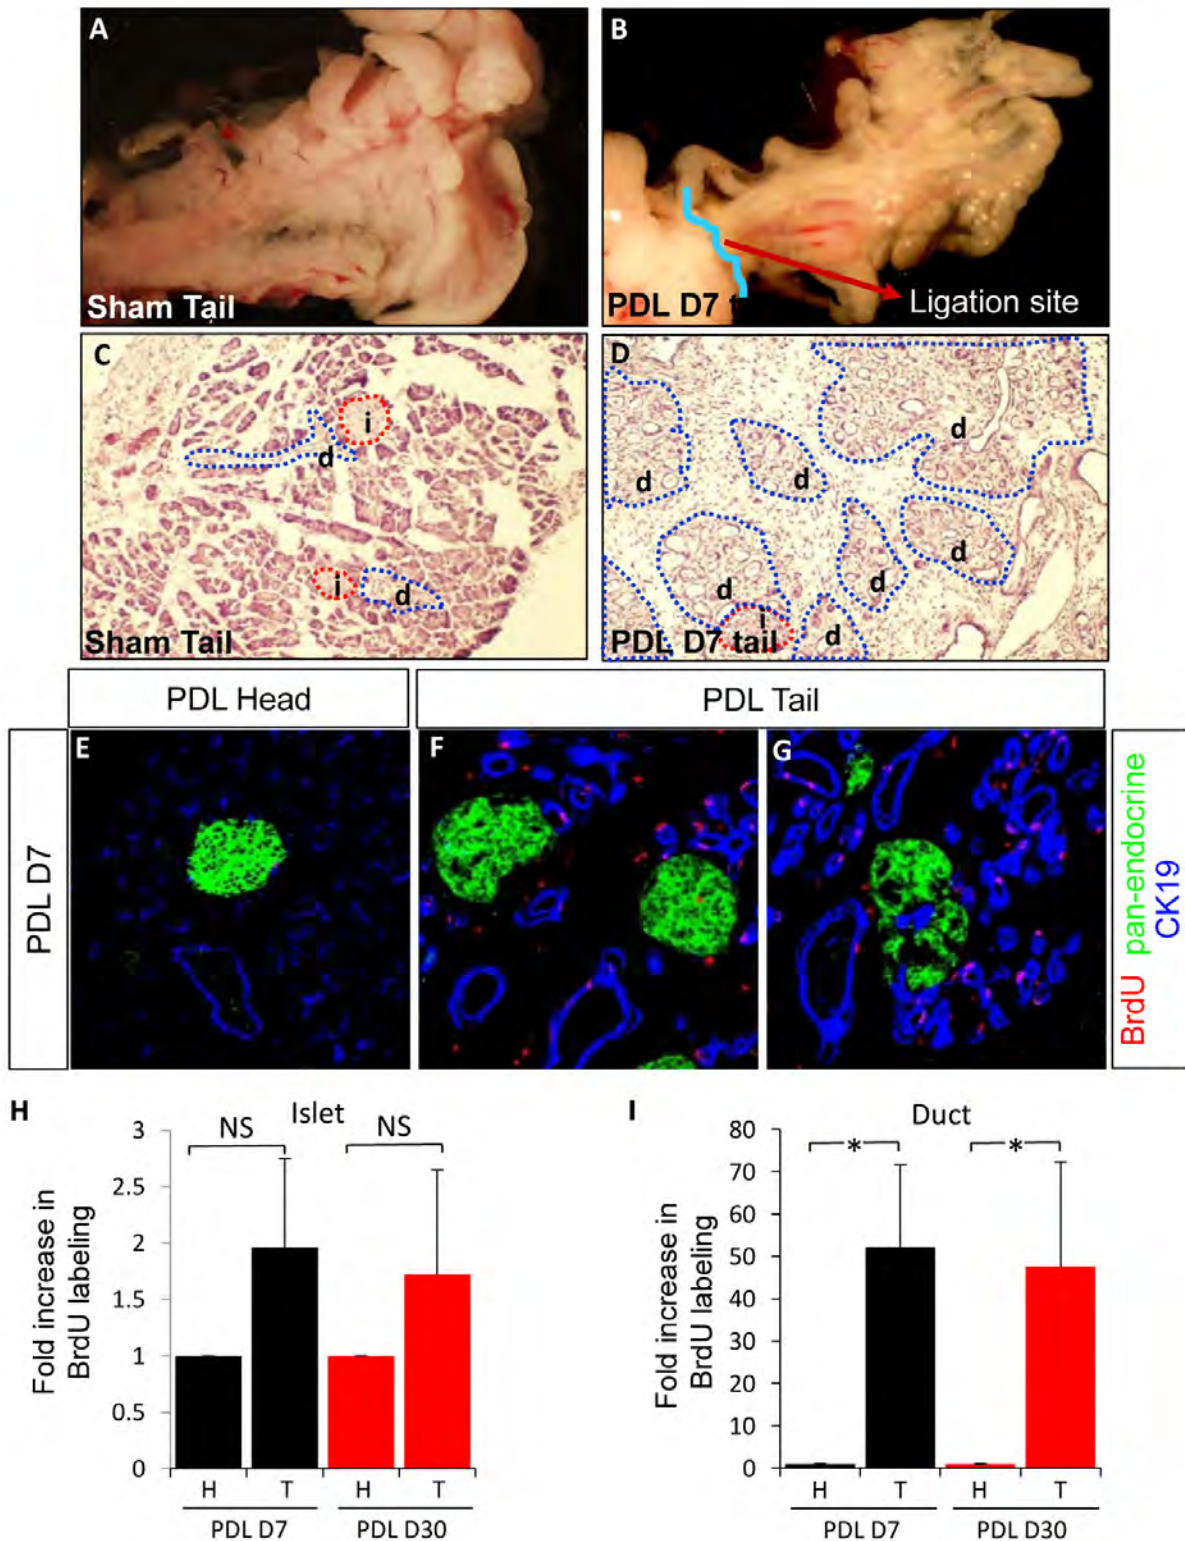 A
Sham Tail
B
PDL D7 t
Ligation site
C
i
d
i
d
Sham Tail
D
d
d
d
d
d
d
i
d
PDL D7 tail
PDL Head
PDL Tail
PDL D7
E
F
G
BrdU pan-endocrine
CK19
H
Islet
NS
NS
Fold increase in
BrdU labeling
3
2.5
2
1.5
1
0.5
0
H
T
H
T
PDL D7
PDL D30
I
Duct
*
*
Fold increase in
BrdU labeling
80
70
60
50
40
30
20
10
0
H
T
H
T
PDL D7
PDL D30